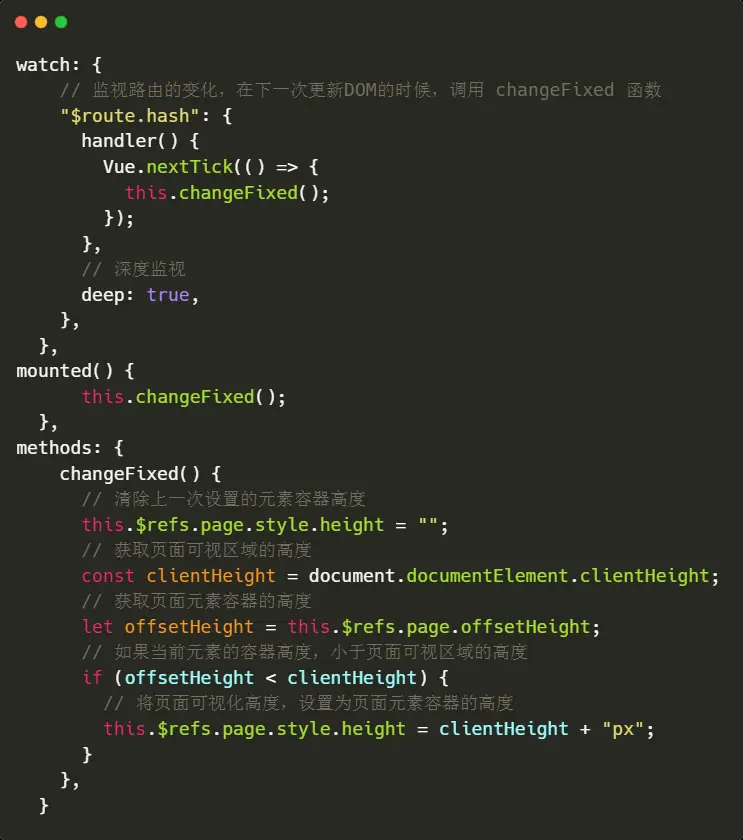 watch: {
    // 监视路由的变化，在下一次更新DOM的时候，调用 changeFixed 函数
    "$route.hash": {
      handler() {
        Vue.nextTick(() => {
          this.changeFixed();
        });
      },
      // 深度监视
      deep: true,
    },
  },
mounted() {
      this.changeFixed();
  },
methods: {
    changeFixed() {
      // 清除上一次设置的元素容器高度
      this.$refs.page.style.height = "";
      // 获取页面可视区域的高度
      const clientHeight = document.documentElement.clientHeight;
      // 获取页面元素容器的高度
      let offsetHeight = this.$refs.page.offsetHeight;
      // 如果当前元素的容器高度，小于页面可视区域的高度
      if (offsetHeight < clientHeight) {
        // 将页面可视化高度，设置为页面元素容器的高度
        this.$refs.page.style.height = clientHeight + "px";
      }
    },
  }